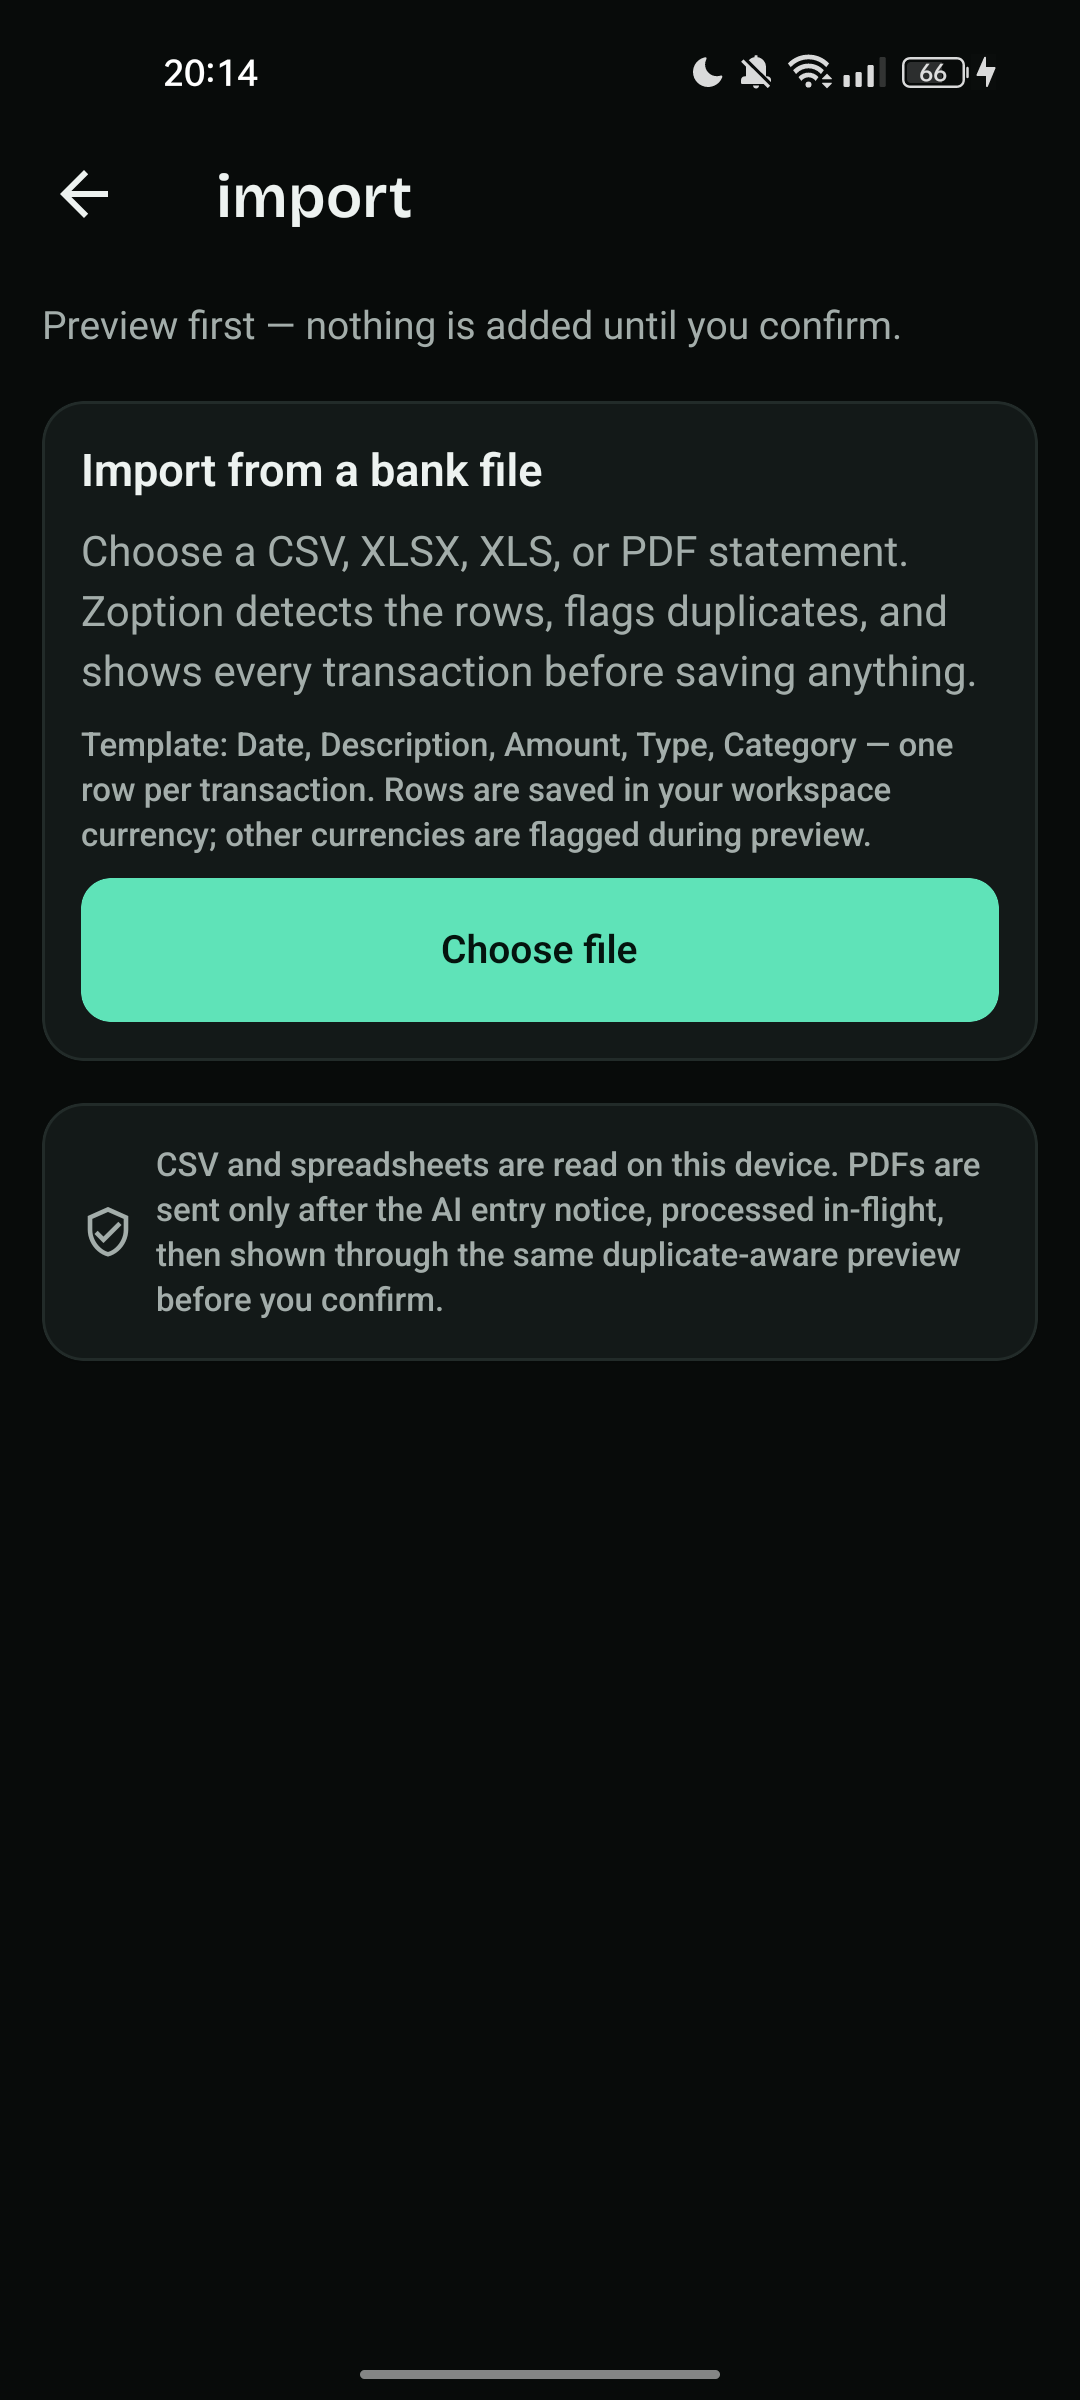 20:14
66
import
Preview first — nothing is added until you confirm.
Import from a bank file
Choose a CSV, XLSX, XLS, or PDF statement.
Zoption detects the rows, flags duplicates, and
shows every transaction before saving anything.
Template: Date, Description, Amount, Type, Category — one
row per transaction. Rows are saved in your workspace
currency; other currencies are flagged during preview.
Choose file
CSV and spreadsheets are read on this device. PDFs are
sent only after the AI entry notice, processed in-flight,
then shown through the same duplicate-aware preview
before you confirm.